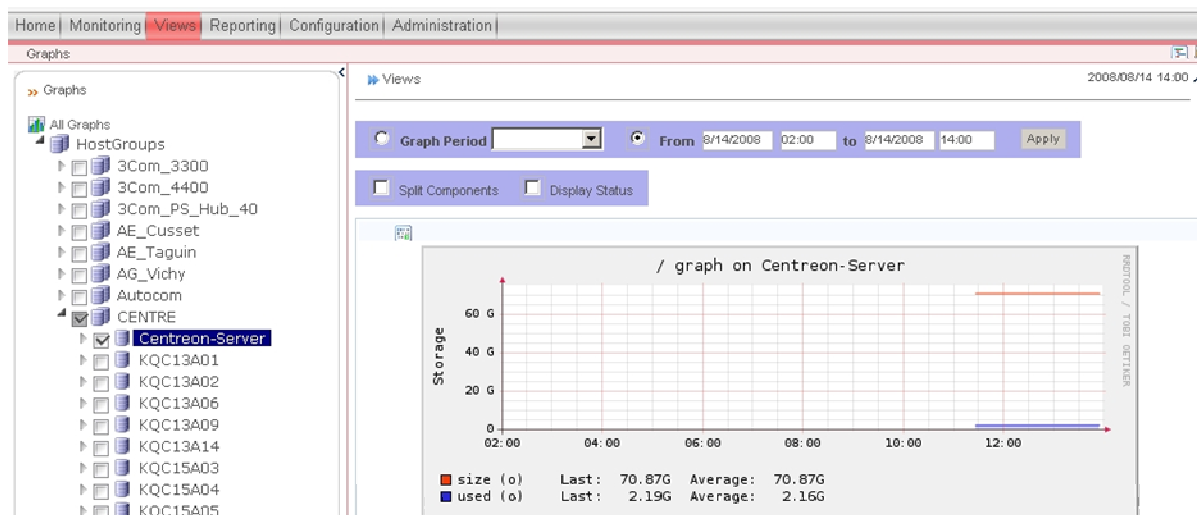 Home Monitoring Views Reporting Configuration Administration
Graphs
Graphs
All Graphs
HostGroups
3Com_3300
3Com_4400
3Com_PS_Hub_40
AE_Cusset
AE_Taguin
AG_Vichy
Autocom
CENTRE
Centreon-Server
KQC13A01
KQC13A02
KQC13A06
KQC13A09
KQC13A14
KQC15A03
KQC15A04
KQC15A05
Views
2008/08/14 14:00
Graph Period From 8/14/2008 02:00 to 8/14/2008 14:00 Apply
Split Components Display Status
/ graph on Centreon-Server
RRDTOOL / TOBI OETIKER
Storage
60 G
40 G
20 G
0
02:00 04:00 06:00 08:00 10:00 12:00
size (o) Last: 70.87G Average: 70.87G
used (o) Last: 2.19G Average: 2.16G